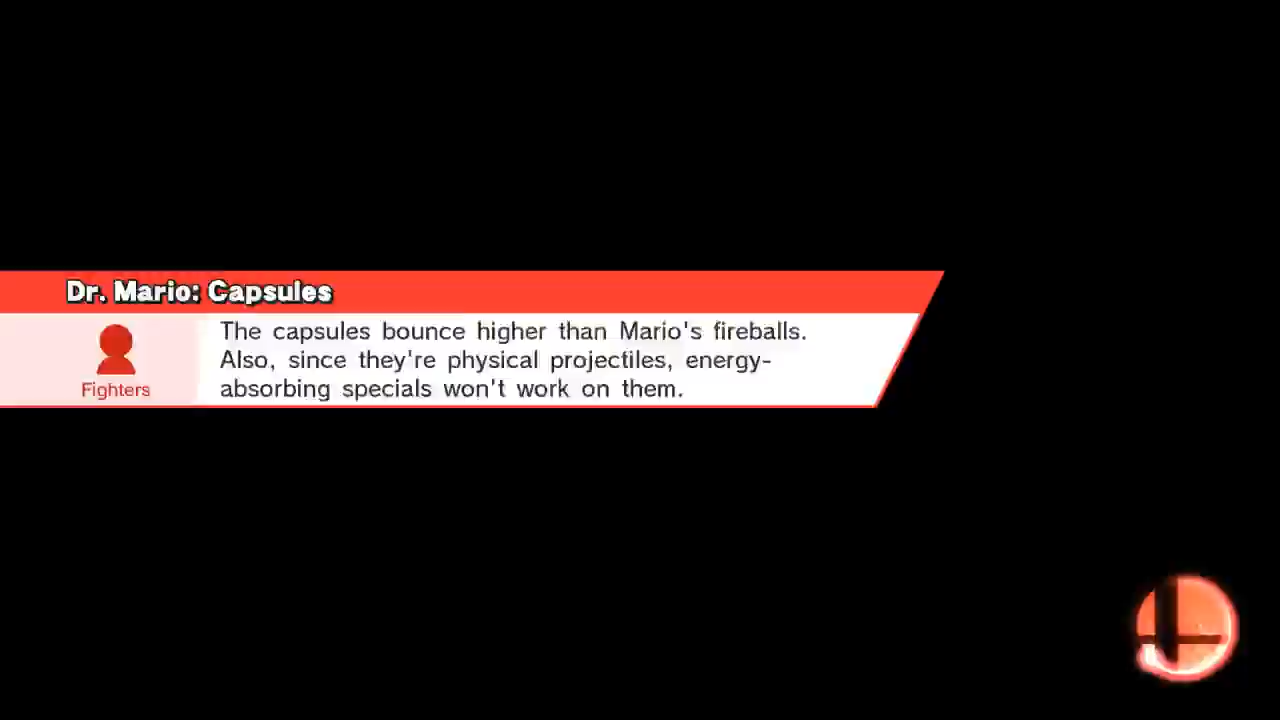 Dr. Mario: Capsules
The capsules bounce higher than Mario's fireballs.
Also, since they're physical projectiles, energy-
absorbing specials won't work on them.
Fighters